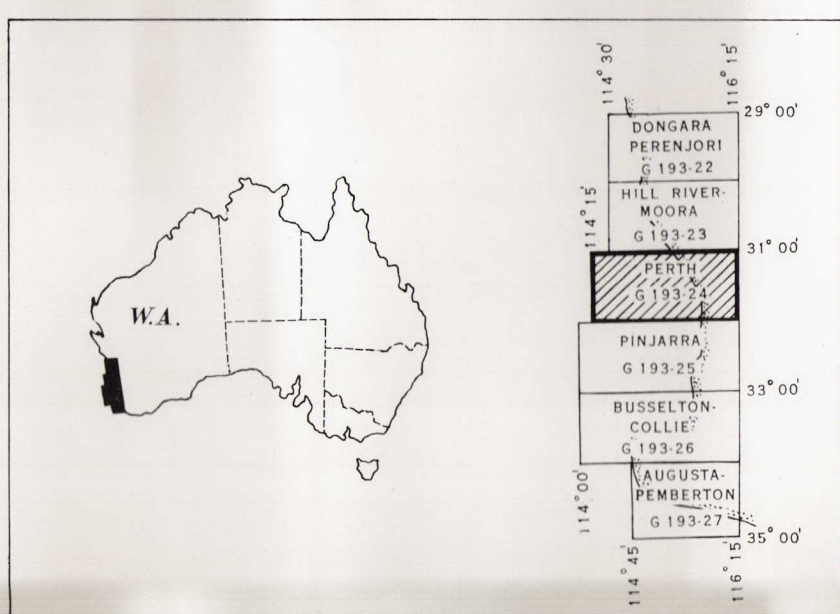 W.A.
114° 30'
116° 15'
29° 00'
DONGARA
PERENJORI
G 193-22
HILL RIVER-
MOORA
G 193-23
114° 15'
31° 00'
PERTH
G 193-24
PINJARRA
G 193-25
33° 00'
BUSSELTON-
COLLIE
G 193-26
114° 00'
AUGUSTA-
PEMBERTON
G 193-27
35° 00'
114° 45'
116° 15'